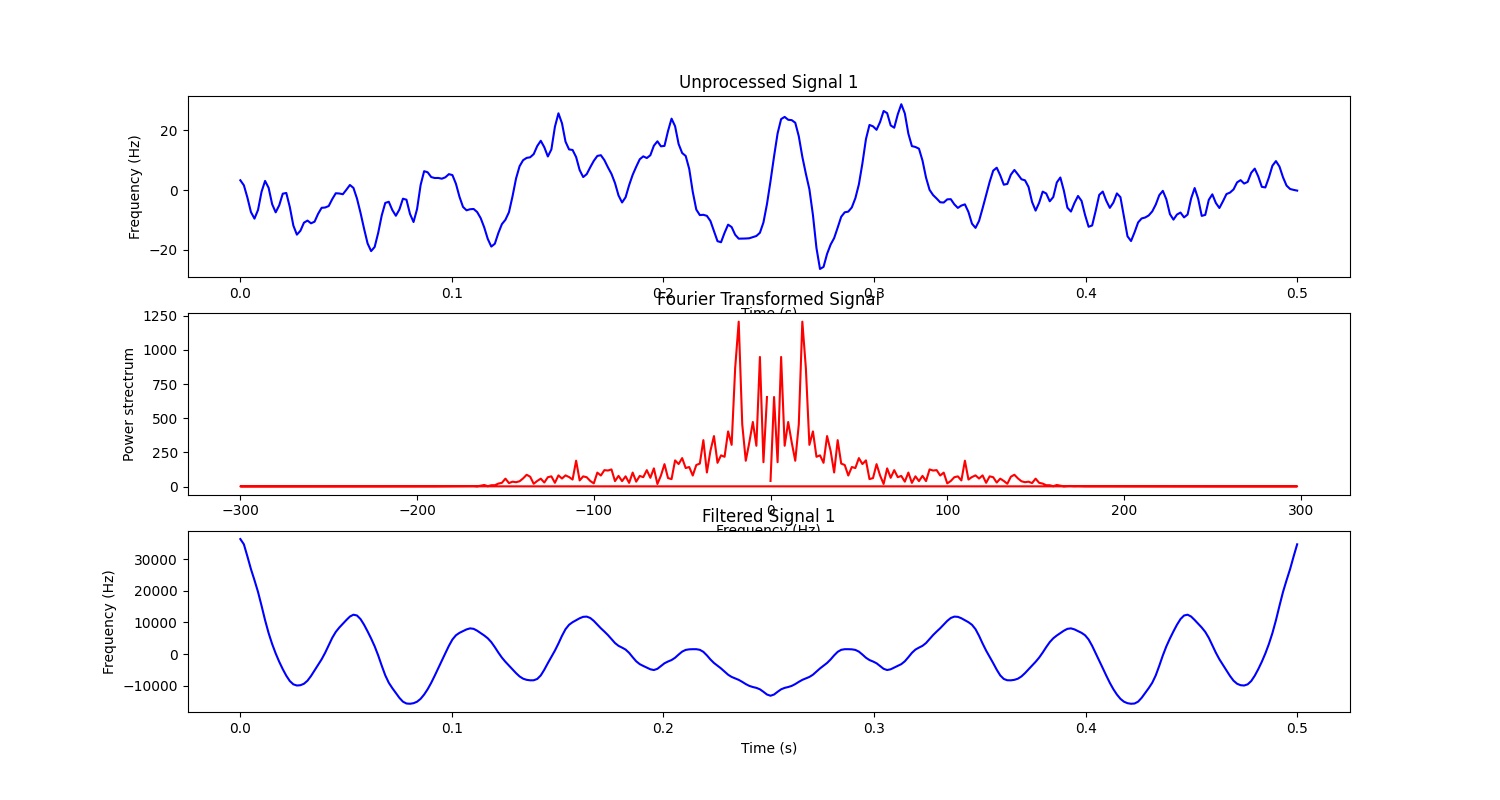 Unprocessed Signal 1
Frequency (Hz)
20
0
−20
0.0 0.1 0.2 0.3 0.4 0.5
Time (s)
Fourier Transformed Signal
Power strectrum
1250
1000
750
500
250
0
−300 −200 −100 0 100 200 300
Frequency (Hz)
Filtered Signal 1
Frequency (Hz)
30000
20000
10000
0
−10000
0.0 0.1 0.2 0.3 0.4 0.5
Time (s)